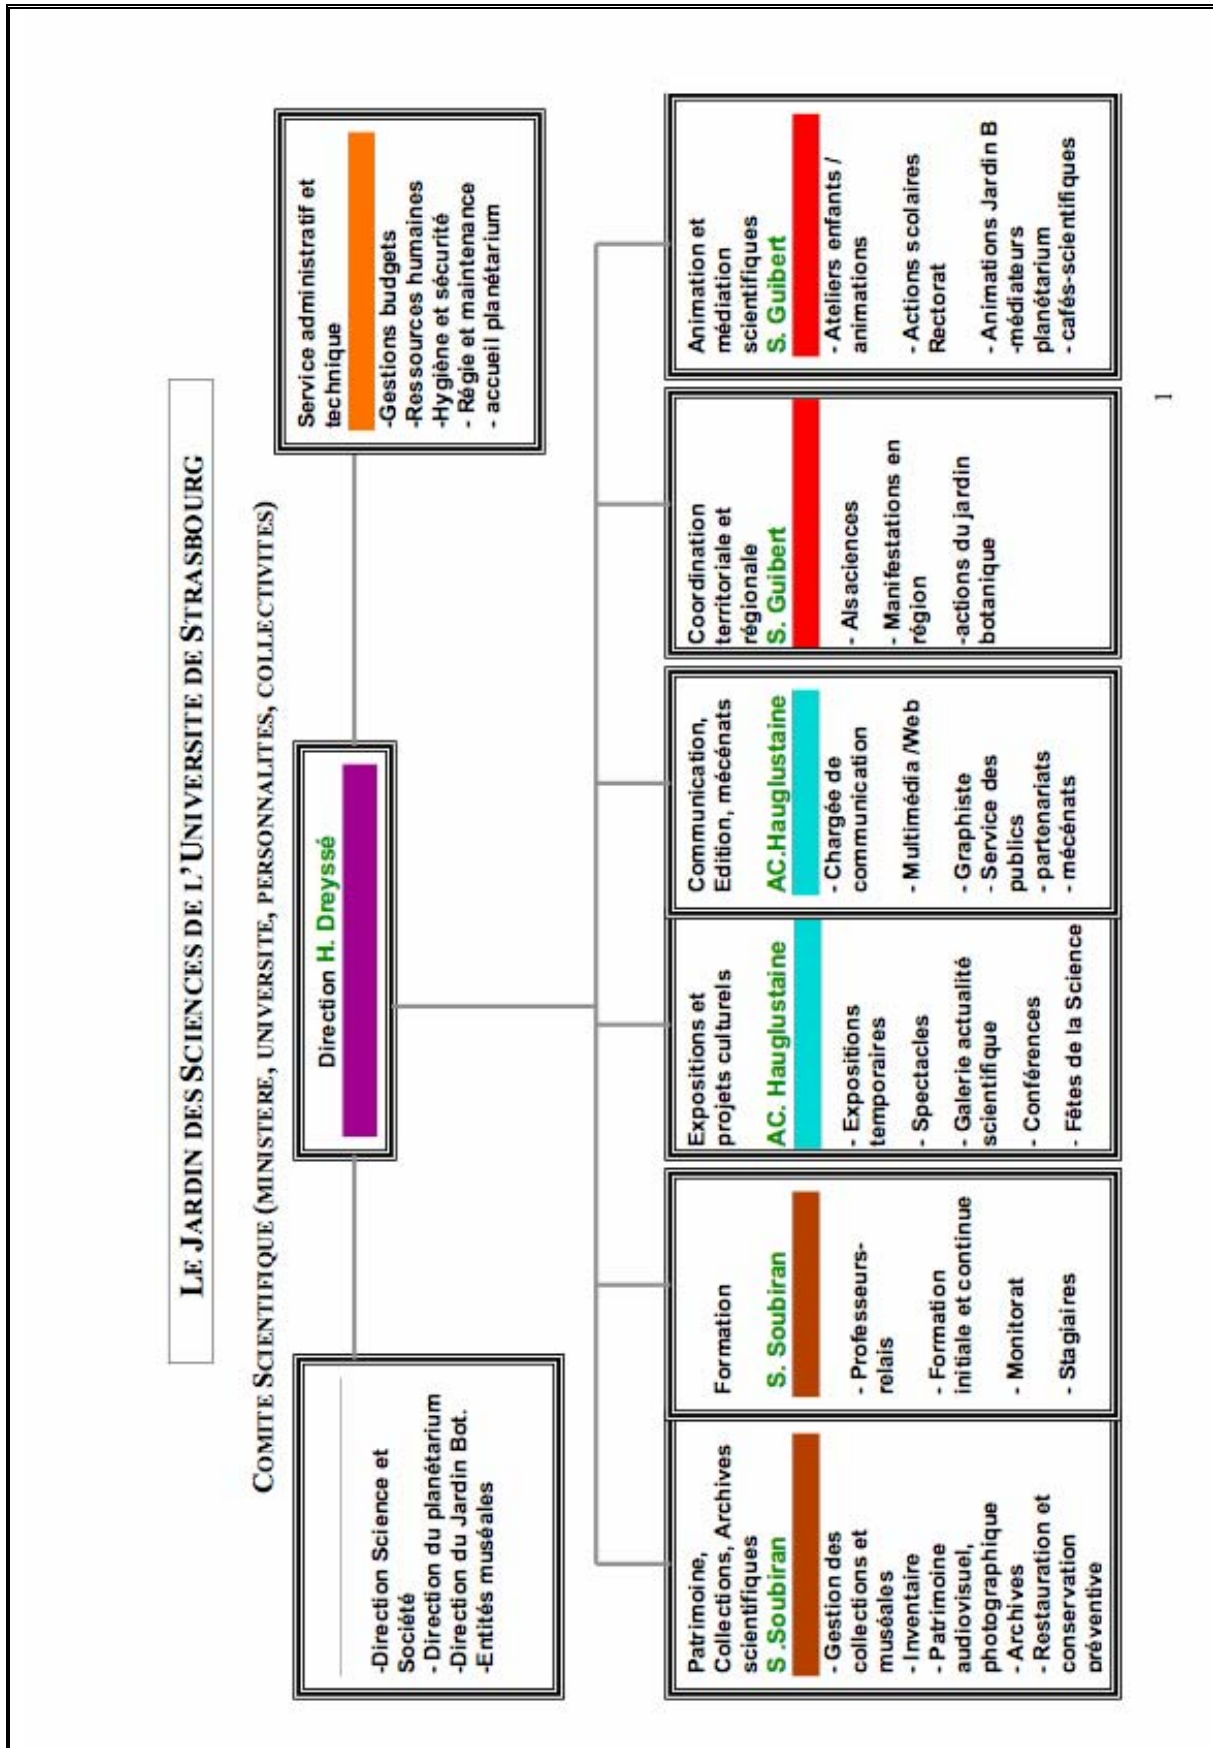 LE JARDIN DES SCIENCES DE L'UNIVERSITE DE STRASBOURG
COMITE SCIENTIFIQUE (MINISTERE, UNIVERSITE, PERSONNALITES, COLLECTIVITES)
-Direction Science et
Société
- Direction du planétarium
-Direction du Jardin Bot.
-Entités muséales
Direction H. Dreyssé
Service administratif et
technique
-Gestions budgets
-Ressources humaines
-Hygiène et sécurité
- Régie et maintenance
- accueil planétarium
Patrimoine,
Collections, Archives
scientifiques
S .Soubiran
- Gestion des
collections et
muséales
- Inventaire
- Patrimoine
audiovisuel,
photographique
- Archives
- Restauration et
conservation
préventive
Formation
S. Soubiran
- Professeurs-
relais
- Formation
initiale et continue
- Monitorat
- Stagiaires
Expositions et
projets culturels
AC. Hauglustaine
- Expositions
temporaires
- Spectacles
- Galerie actualité
scientifique
- Conférences
- Fêtes de la Science
Communication,
Edition, mécénats
AC.Hauglustaine
- Chargée de
communication
- Multimédia /Web
- Graphiste
- Service des
publics
- partenariats
- mécénats
Coordination
territoriale et
régionale
S. Guibert
- Alsaciences
- Manifestations en
région
-actions du jardin
botanique
Animation et
médiation
scientifiques
S. Guibert
- Ateliers enfants /
animations
- Actions scolaires
Rectorat
- Animations Jardin B
-médiateurs
planétarium
- cafés-scientifiques
1